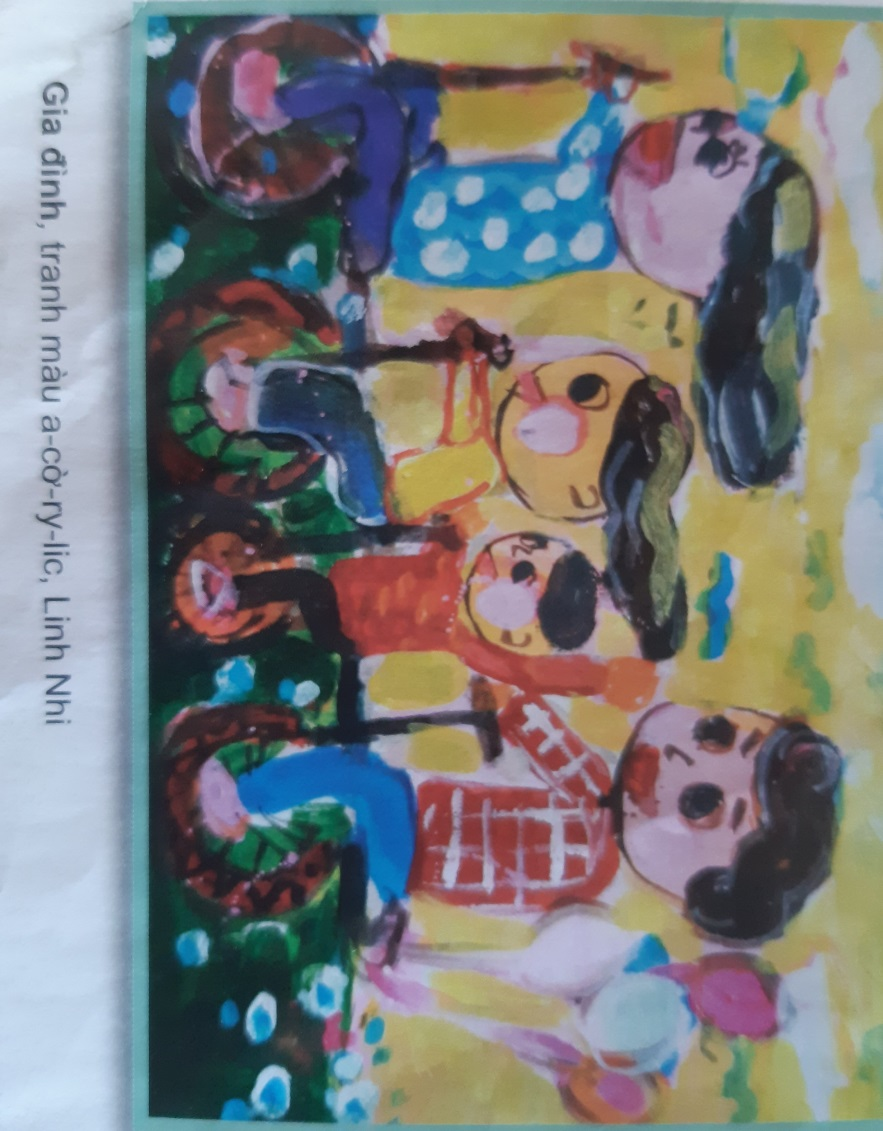 Gia đình, tranh màu a-cờ-ry-lic, Linh Nhi